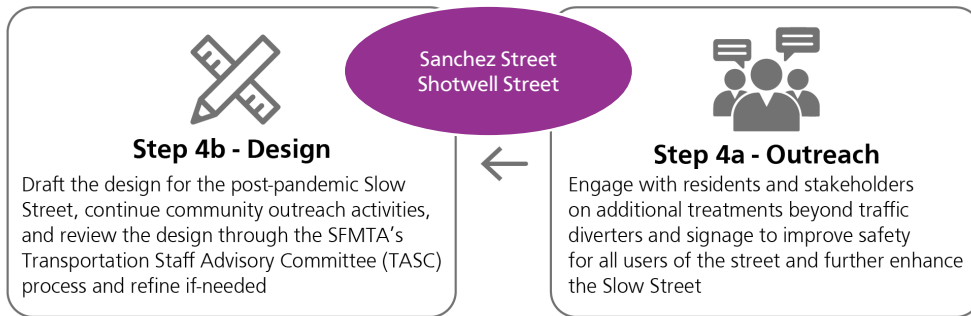 Sanchez Street
Shotwell Street
Step 4b - Design
Draft the design for the post-pandemic Slow
Street, continue community outreach activities,
and review the design through the SFMTA's
Transportation Staff Advisory Committee (TASC)
process and refine if-needed
Step 4a - Outreach
Engage with residents and stakeholders
on additional treatments beyond traffic
diverters and signage to improve safety
for all users of the street and further enhance
the Slow Street